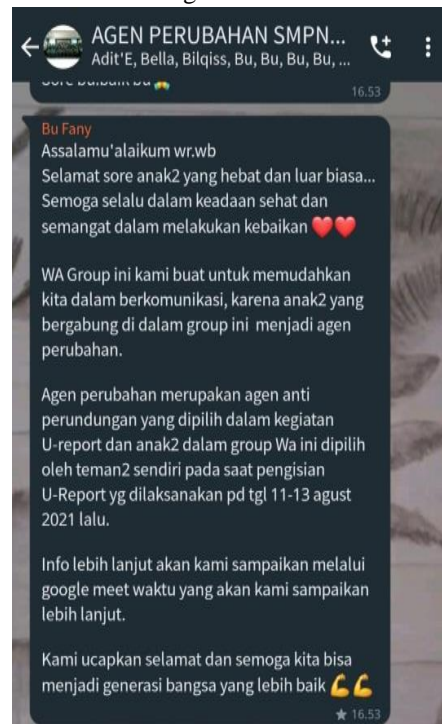 AGEN PERUBAHAN SMPN...
Adit'E, Bella, Bilqiss, Bu, Bu, Bu, Bu, ...
16.53
Bu Fany
Assalamu'alaikum wr.wb
Selamat sore anak2 yang hebat dan luar biasa...
Semoga selalu dalam keadaan sehat dan
semangat dalam melakukan kebaikan ❤️❤️
WA Group ini kami buat untuk memudahkan
kita dalam berkomunikasi, karena anak2 yang
bergabung di dalam group ini menjadi agen
perubahan.
Agen perubahan merupakan agen anti
perundungan yang dipilih dalam kegiatan
U-report dan anak2 dalam group Wa ini dipilih
oleh teman2 sendiri pada saat pengisian
U-Report yg dilaksanakan pd tgl 11-13 agust
2021 lalu.
Info lebih lanjut akan kami sampaikan melalui
google meet waktu yang akan kami sampaikan
lebih lanjut.
Kami ucapkan selamat dan semoga kita bisa
menjadi generasi bangsa yang lebih baik 💪💪
★ 16.53